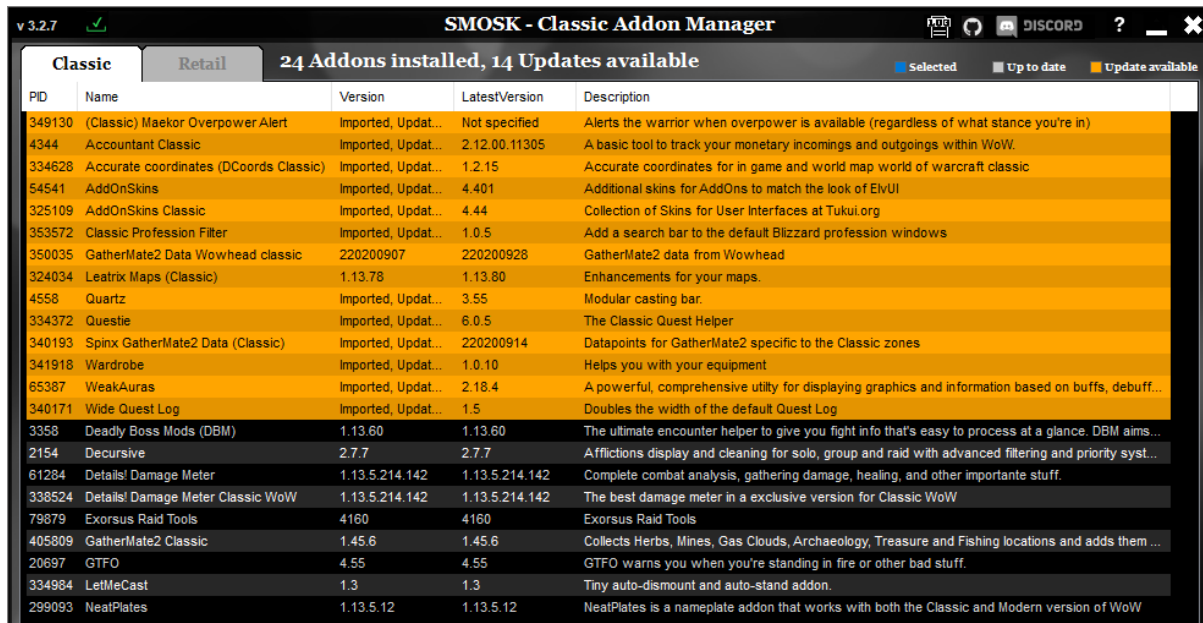 v 3.2.7 SMOSK - Classic Addon Manager DISCORD ?
Classic Retail 24 Addons installed, 14 Updates available Selected Up to date Update available
PID Name Version LatestVersion Description
349130 (Classic) Maekor Overpower Alert Imported, Updat... Not specified Alerts the warrior when overpower is available (regardless of what stance you're in)
4344 Accountant Classic Imported, Updat... 2.12.00.11305 A basic tool to track your monetary incomings and outgoings within WoW.
334628 Accurate coordinates (DCoords Classic) Imported, Updat... 1.2.15 Accurate coordinates for in game and world map world of warcraft classic
54541 AddOnSkins Imported, Updat... 4.401 Additional skins for AddOns to match the look of ElvUI
325109 AddOnSkins Classic Imported, Updat... 4.44 Collection of Skins for User Interfaces at Tukui.org
353572 Classic Profession Filter Imported, Updat... 1.0.5 Add a search bar to the default Blizzard profession windows
350035 GatherMate2 Data Wowhead classic 220200907 220200928 GatherMate2 data from Wowhead
324034 Leatrix Maps (Classic) 1.13.78 1.13.80 Enhancements for your maps.
4558 Quartz Imported, Updat... 3.55 Modular casting bar.
334372 Questie Imported, Updat... 6.0.5 The Classic Quest Helper
340193 Spinx GatherMate2 Data (Classic) Imported, Updat... 220200914 Datapoints for GatherMate2 specific to the Classic zones
341918 Wardrobe Imported, Updat... 1.0.10 Helps you with your equipment
65387 WeakAuras Imported, Updat... 2.18.4 A powerful, comprehensive utilty for displaying graphics and information based on buffs, debuff...
340171 Wide Quest Log Imported, Updat... 1.5 Doubles the width of the default Quest Log
3358 Deadly Boss Mods (DBM) 1.13.60 1.13.60 The ultimate encounter helper to give you fight info that's easy to process at a glance. DBM aims...
2154 Decursive 2.7.7 2.7.7 Afflictions display and cleaning for solo, group and raid with advanced filtering and priority syst...
61284 Details! Damage Meter 1.13.5.214.142 1.13.5.214.142 Complete combat analysis, gathering damage, healing, and other importante stuff.
338524 Details! Damage Meter Classic WoW 1.13.5.214.142 1.13.5.214.142 The best damage meter in a exclusive version for Classic WoW
79879 Exorsus Raid Tools 4160 4160 Exorsus Raid Tools
405809 GatherMate2 Classic 1.45.6 1.45.6 Collects Herbs, Mines, Gas Clouds, Archaeology, Treasure and Fishing locations and adds them ...
20697 GTFO 4.55 4.55 GTFO warns you when you're standing in fire or other bad stuff.
334984 LetMeCast 1.3 1.3 Tiny auto-dismount and auto-stand addon.
299093 NeatPlates 1.13.5.12 1.13.5.12 NeatPlates is a nameplate addon that works with both the Classic and Modern version of WoW